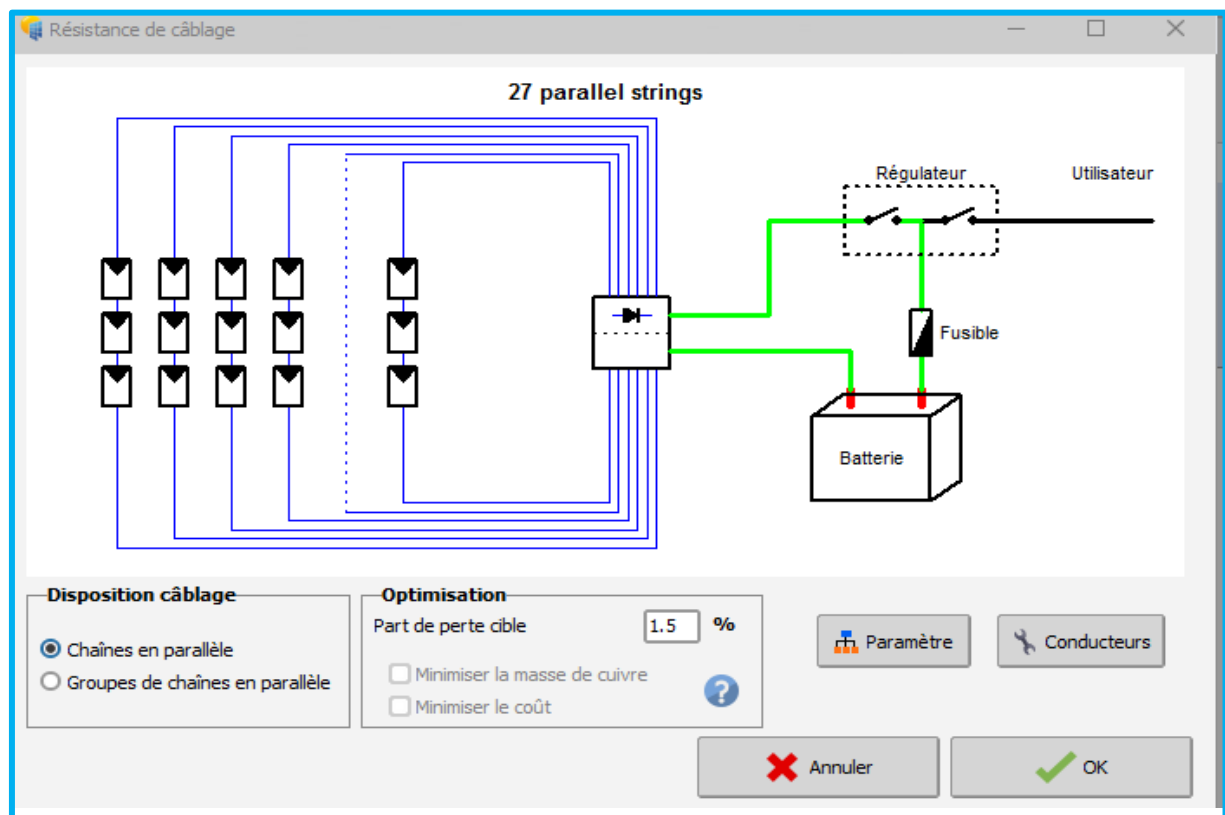 Résistance de câblage
27 parallel strings
Régulateur
Utilisateur
Fusible
Batterie
Disposition câblage
Chaînes en parallèle
Groupes de chaînes en parallèle
Optimisation
Part de perte cible 1.5 %
Minimiser la masse de cuivre
Minimiser le coût
?
Paramètre
Conducteurs
Annuler
OK